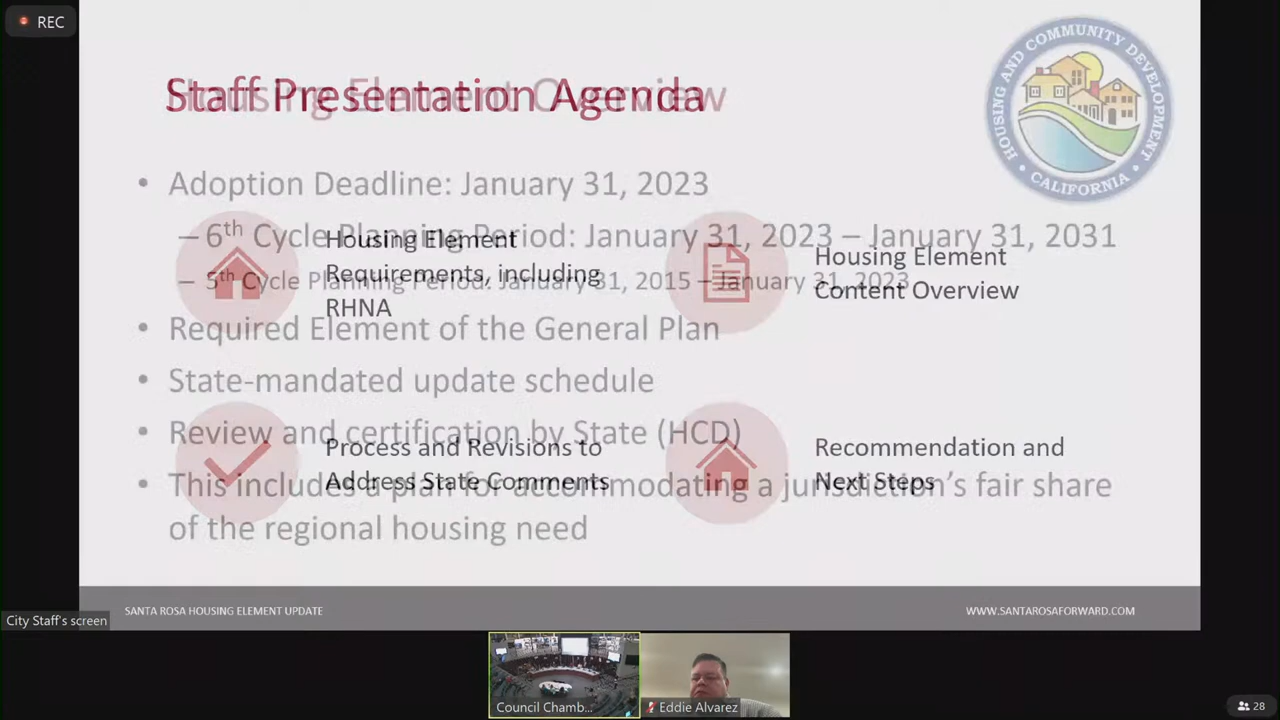 REC
Staff Presentation Agenda
Housing Element Overview
HOUSING AND COMMUNITY DEVELOPMENT
CALIFORNIA
• Adoption Deadline: January 31, 2023
– 6th Cycle Planning Period: January 31, 2023 – January 31, 2031
– 5th Cycle Planning Period: January 31, 2015 – January 31, 2023
• Required Element of the General Plan
• State-mandated update schedule
• Review and certification by State (HCD)
• This includes a plan for accommodating a jurisdiction's fair share
of the regional housing need
Housing Element
Requirements, including
RHNA
Housing Element
Content Overview
Process and Revisions to
Address State Comments
Recommendation and
Next Steps
SANTA ROSA HOUSING ELEMENT UPDATE
WWW.SANTAROSAFORWARD.COM
City Staff's screen
Council Chamb...
Eddie Alvarez
28